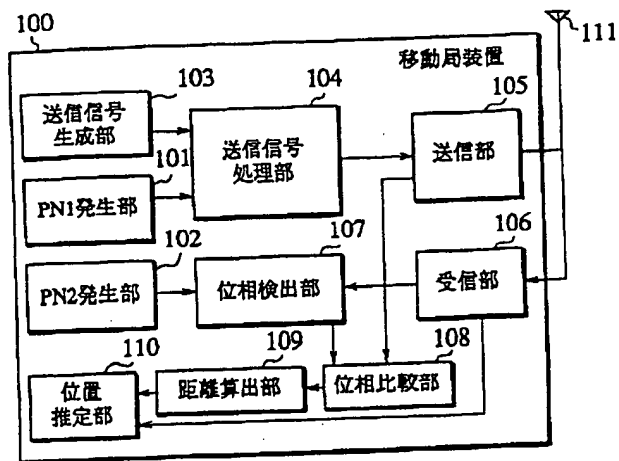 100
111
移動局装置
103
送信信号
生成部
104
送信信号
処理部
105
送信部
101
PN1発生部
102
PN2発生部
107
位相検出部
106
受信部
110
位置
推定部
109
距離算出部
108
位相比較部